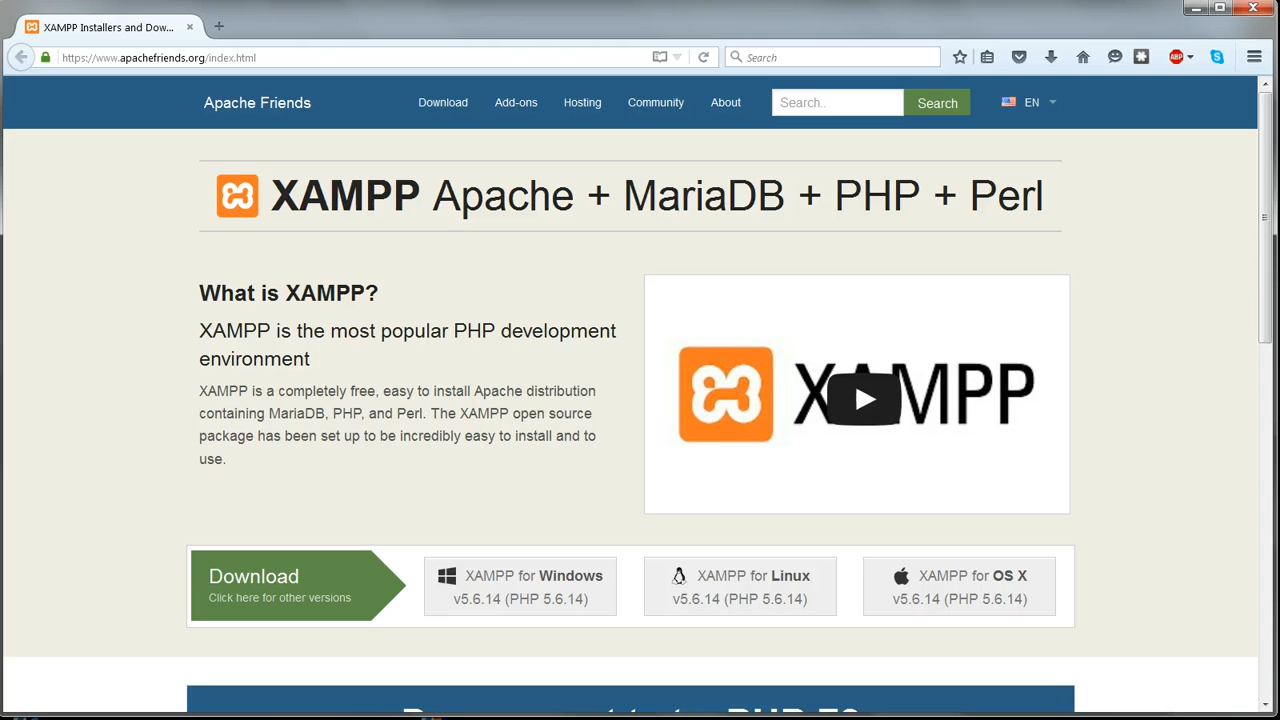 XAMPP Installers and Dow...
https://www.apachefriends.org/index.html
Search
ABP
Apache Friends
Download
Add-ons
Hosting
Community
About
Search..
Search
EN
XAMPP Apache + MariaDB + PHP + Perl
What is XAMPP?
XAMPP is the most popular PHP development
environment
XAMPP is a completely free, easy to install Apache distribution
containing MariaDB, PHP, and Perl. The XAMPP open source
package has been set up to be incredibly easy to install and to
use.
XAMPP
Download
Click here for other versions
XAMPP for Windows
v5.6.14 (PHP 5.6.14)
XAMPP for Linux
v5.6.14 (PHP 5.6.14)
XAMPP for OS X
v5.6.14 (PHP 5.6.14)